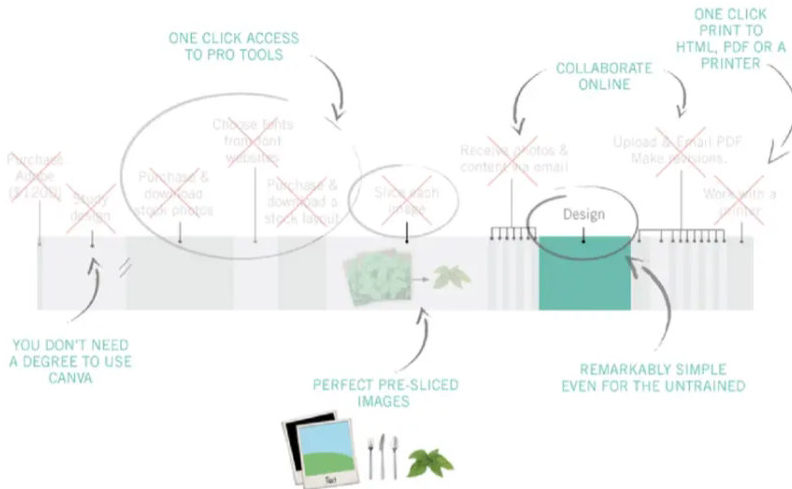 ONE CLICK ACCESS
TO PRO TOOLS
COLLABORATE
ONLINE
ONE CLICK
PRINT TO
HTML, PDF OR A
PRINTER
Purchase
Adobe
($1200)
Study
design
Purchase &
download
stock photos
Choose fonts
from font
websites
Purchase &
download a
stock layout
Slice each
image
Receive photos &
content via email
Design
Upload & Email PDF
Make revisions.
Work with a
printer
YOU DON'T NEED
A DEGREE TO USE
CANVA
PERFECT PRE-SLICED
IMAGES
REMARKABLY SIMPLE
EVEN FOR THE UNTRAINED